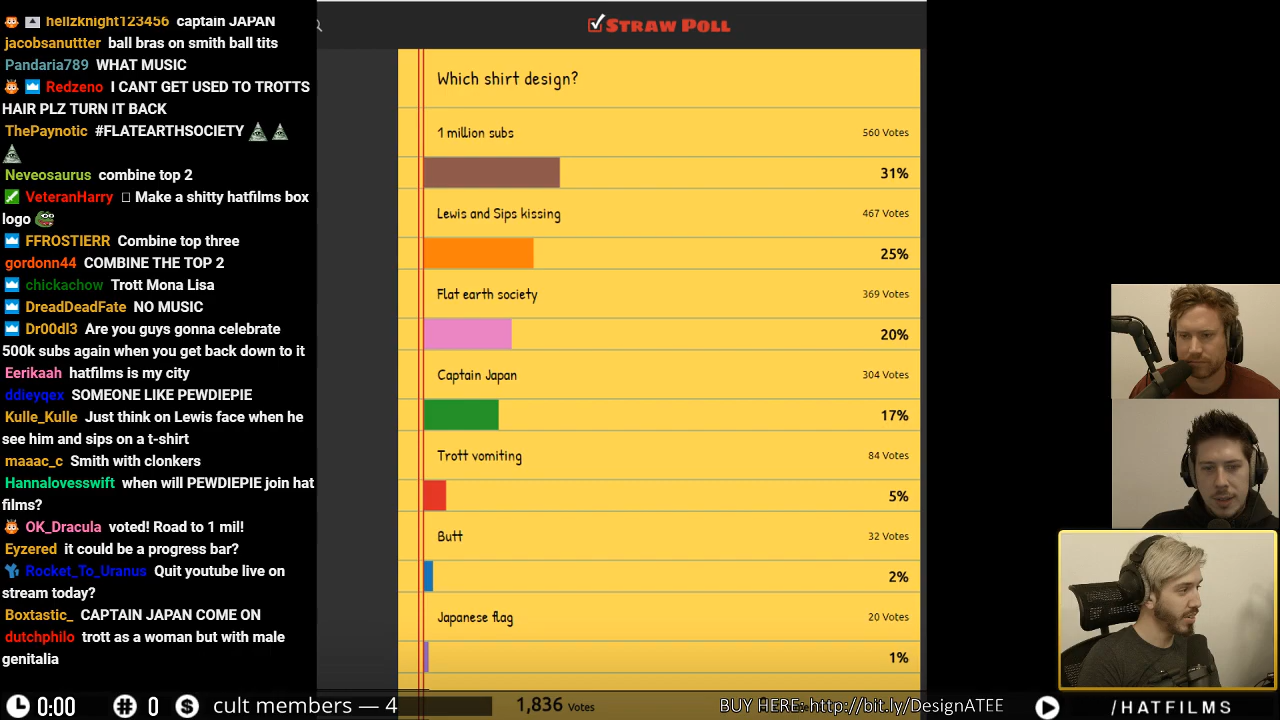 hellzknight123456 captain JAPAN
jacobsanuttter ball bras on smith ball tits
Pandaria789 WHAT MUSIC
Redzeno I CANT GET USED TO TROTTS
HAIR PLZ TURN IT BACK
ThePaynotic #FLATEARTHSOCIETY
Neveosaurus combine top 2
VeteranHarry Make a shitty hatfilms box
logo
FFROSTIERR Combine top three
gordonn44 COMBINE THE TOP 2
chickachow Trott Mona Lisa
DreadDeadFate NO MUSIC
Dr00dl3 Are you guys gonna celebrate
500k subs again when you get back down to it
Eerikaah hatfilms is my city
ddieyqex SOMEONE LIKE PEWDIEPIE
Kulle_Kulle Just think on Lewis face when he
see him and sips on a t-shirt
maaac_c Smith with clonkers
Hannalovesswift when will PEWDIEPIE join hat
films?
OK_Dracula voted! Road to 1 mil!
Eyzered it could be a progress bar?
Rocket_To_Uranus Quit youtube live on
stream today?
Boxtastic_ CAPTAIN JAPAN COME ON
dutchphilo trott as a woman but with male
genitalia
STRAW POLL
Which shirt design?
1 million subs 560 Votes
31%
Lewis and Sips kissing 467 Votes
25%
Flat earth society 369 Votes
20%
Captain Japan 304 Votes
17%
Trott vomiting 84 Votes
5%
Butt 32 Votes
2%
Japanese flag 20 Votes
1%
1,836 Votes
0:00 # 0 $ cult members — 4
BUY HERE: http://bit.ly/DesignATEE
/HATFILMS